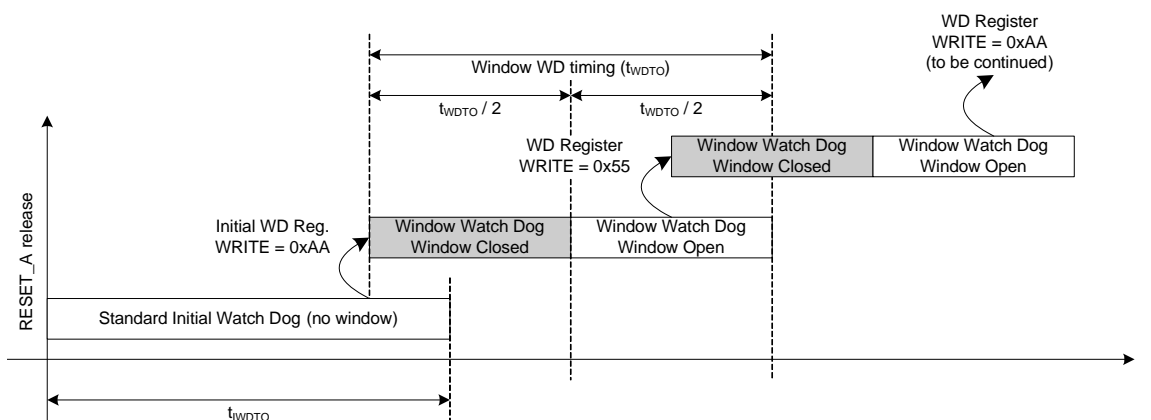 WD Register
WRITE = 0xAA
(to be continued)
Window WD timing (tWDTO)
tWDTO / 2
tWDTO / 2
WD Register
WRITE = 0x55
Window Watch Dog
Window Closed
Window Watch Dog
Window Open
Initial WD Reg.
WRITE = 0xAA
Window Watch Dog
Window Closed
Window Watch Dog
Window Open
RESET_A release
Standard Initial Watch Dog (no window)
tIWDTO